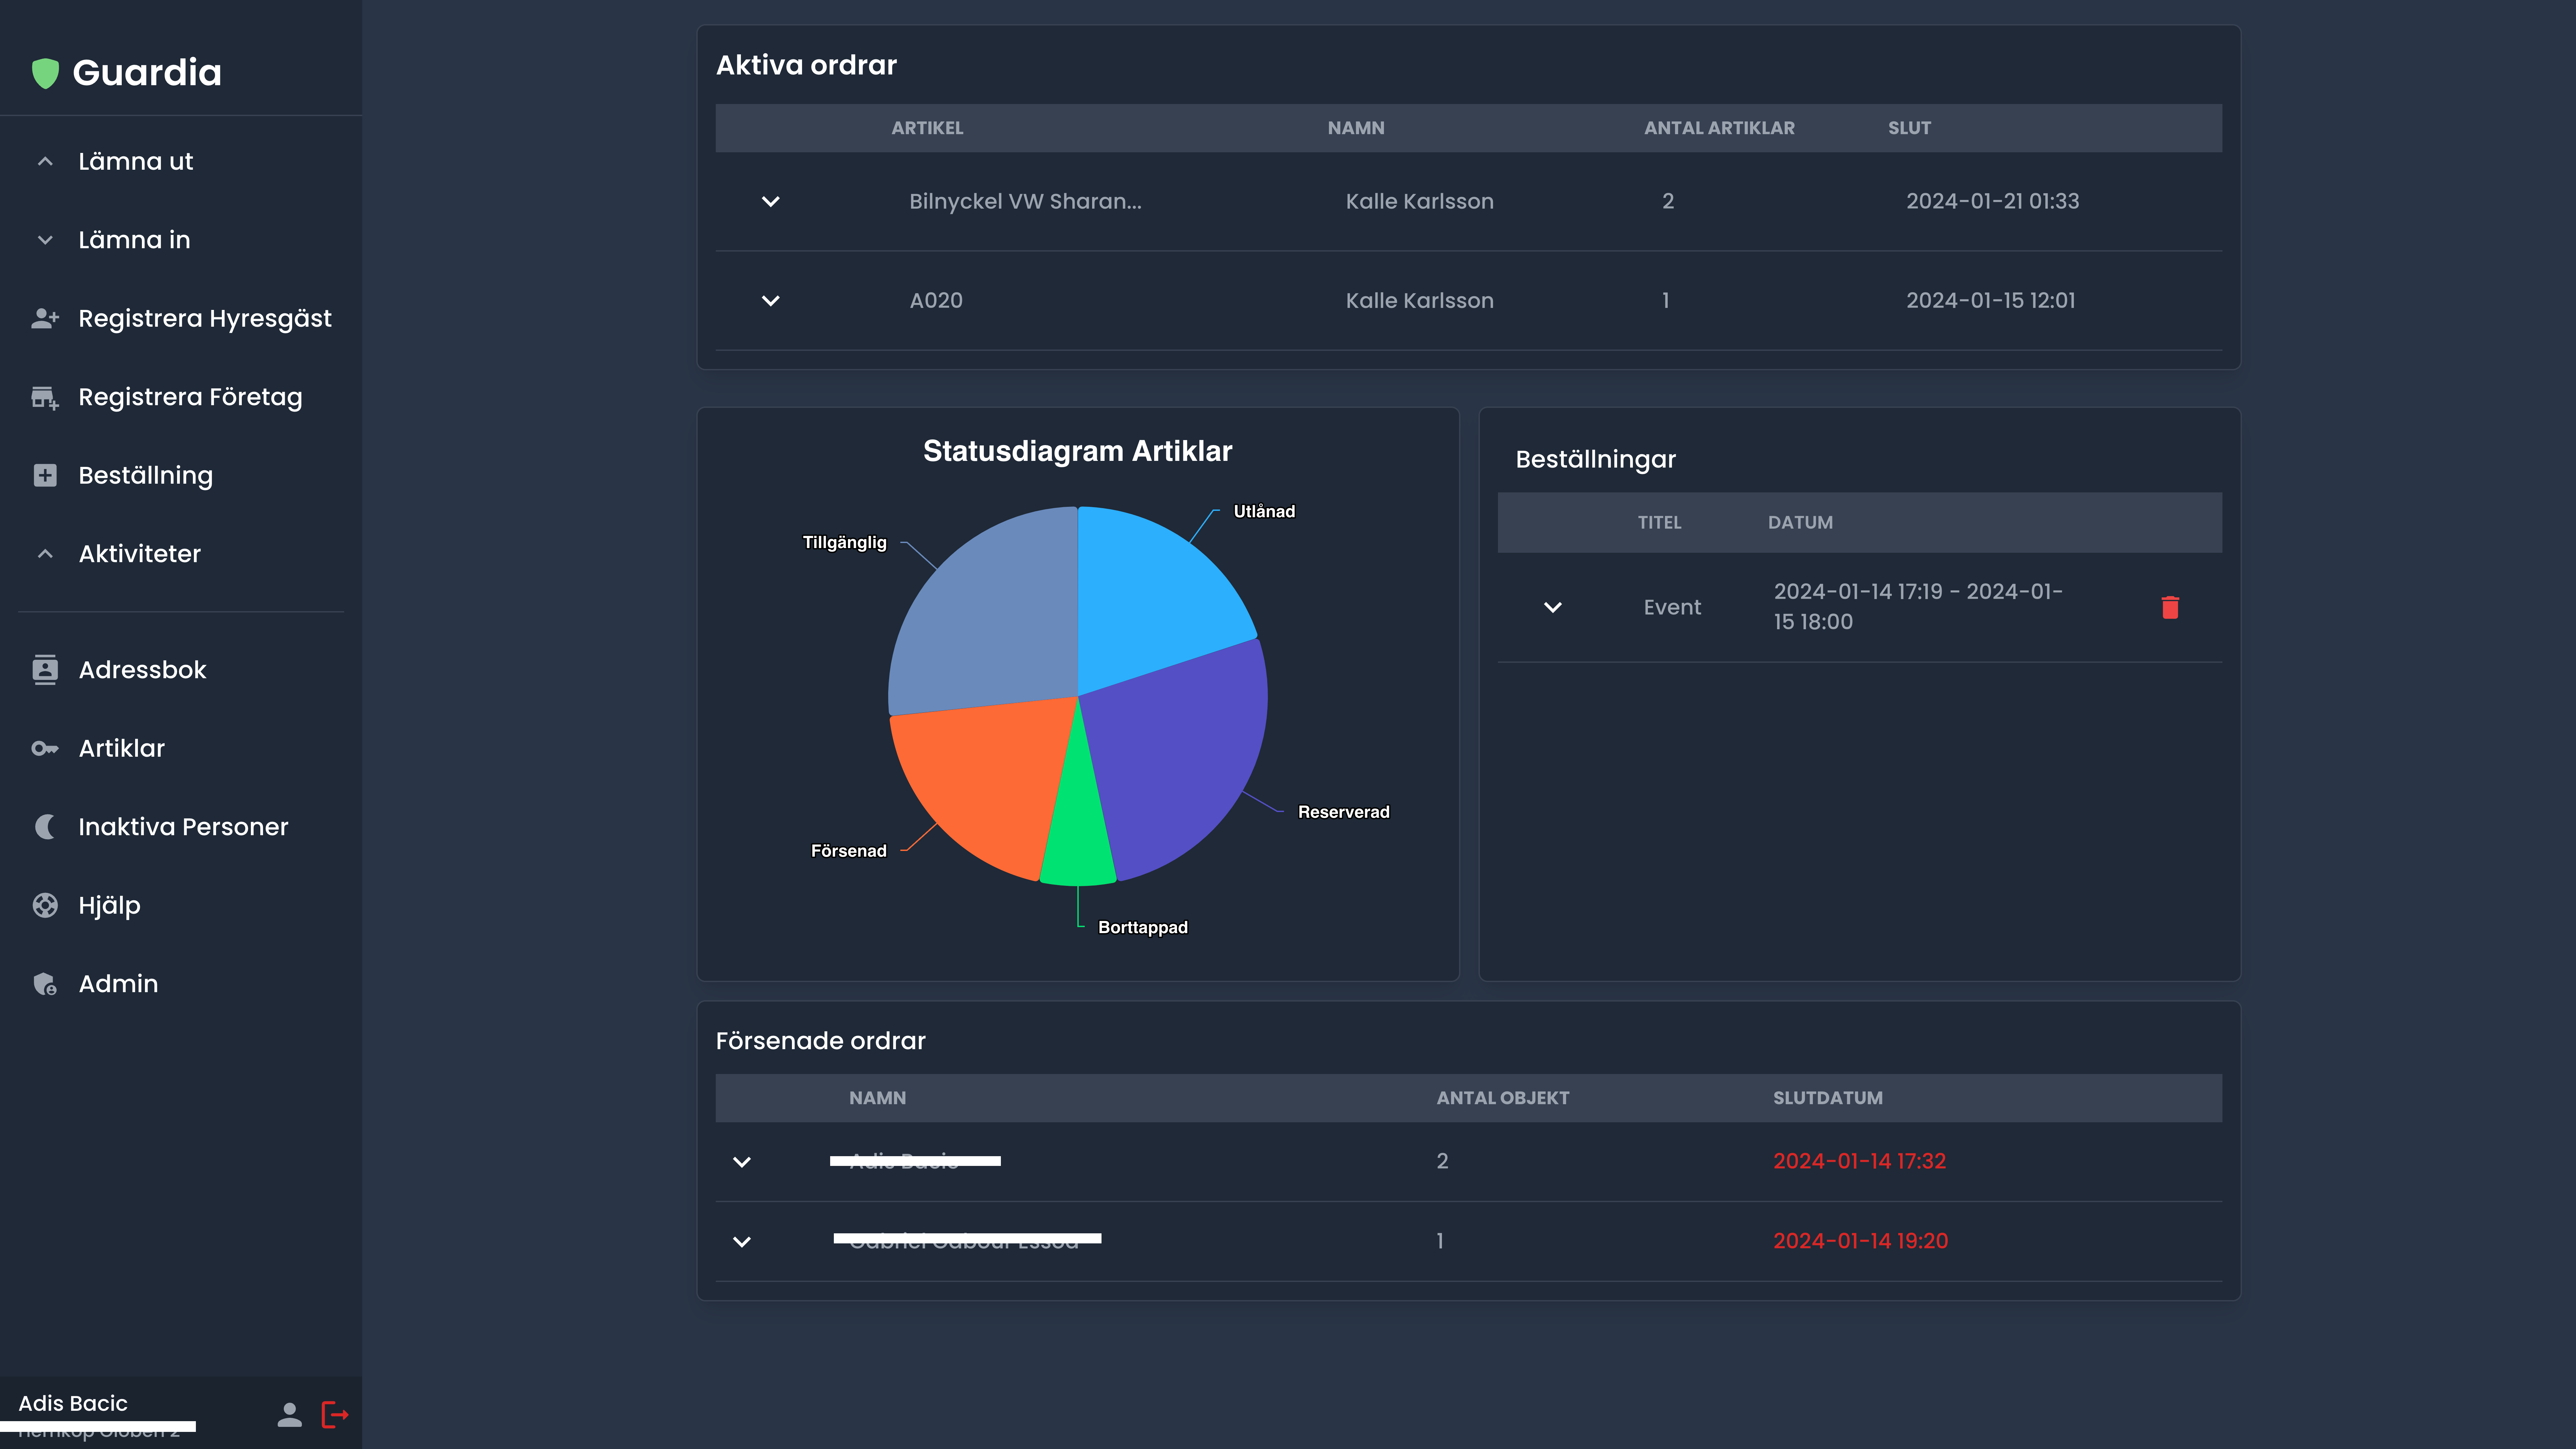 Guardia
Lämna ut
Lämna in
Registrera Hyresgäst
Registrera Företag
Beställning
Aktiviteter
Adressbok
Artiklar
Inaktiva Personer
Hjälp
Admin
Adis Bacic
Aktiva ordrar
ARTIKEL NAMN ANTAL ARTIKLAR SLUT
Bilnyckel VW Sharan... Kalle Karlsson 2 2024-01-21 01:33
A020 Kalle Karlsson 1 2024-01-15 12:01
Statusdiagram Artiklar
Utlånad
Tillgänglig
Reserverad
Försenad
Borttappad
Beställningar
TITEL DATUM
Event 2024-01-14 17:19 - 2024-01-
15 18:00
Försenade ordrar
NAMN ANTAL OBJEKT SLUTDATUM
2 2024-01-14 17:32
1 2024-01-14 19:20